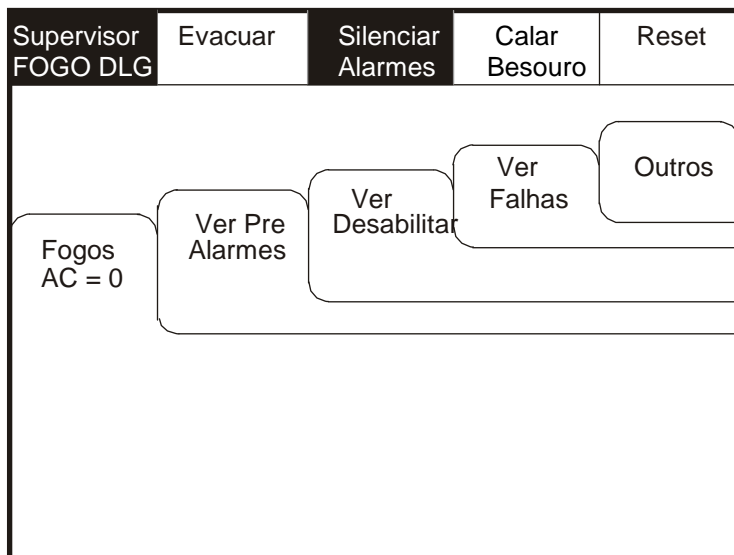 Supervisor
FOGO DLG
Evacuar
Silenciar
Alarmes
Calar
Besouro
Reset
Fogos
AC = 0
Ver Pre
Alarmes
Ver
Desabilitar
Ver
Falhas
Outros